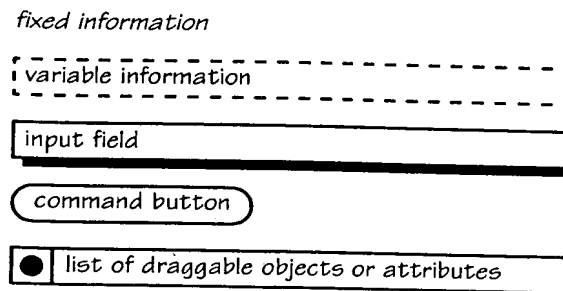 fixed information
variable information
input field
command button
list of draggable objects or attributes